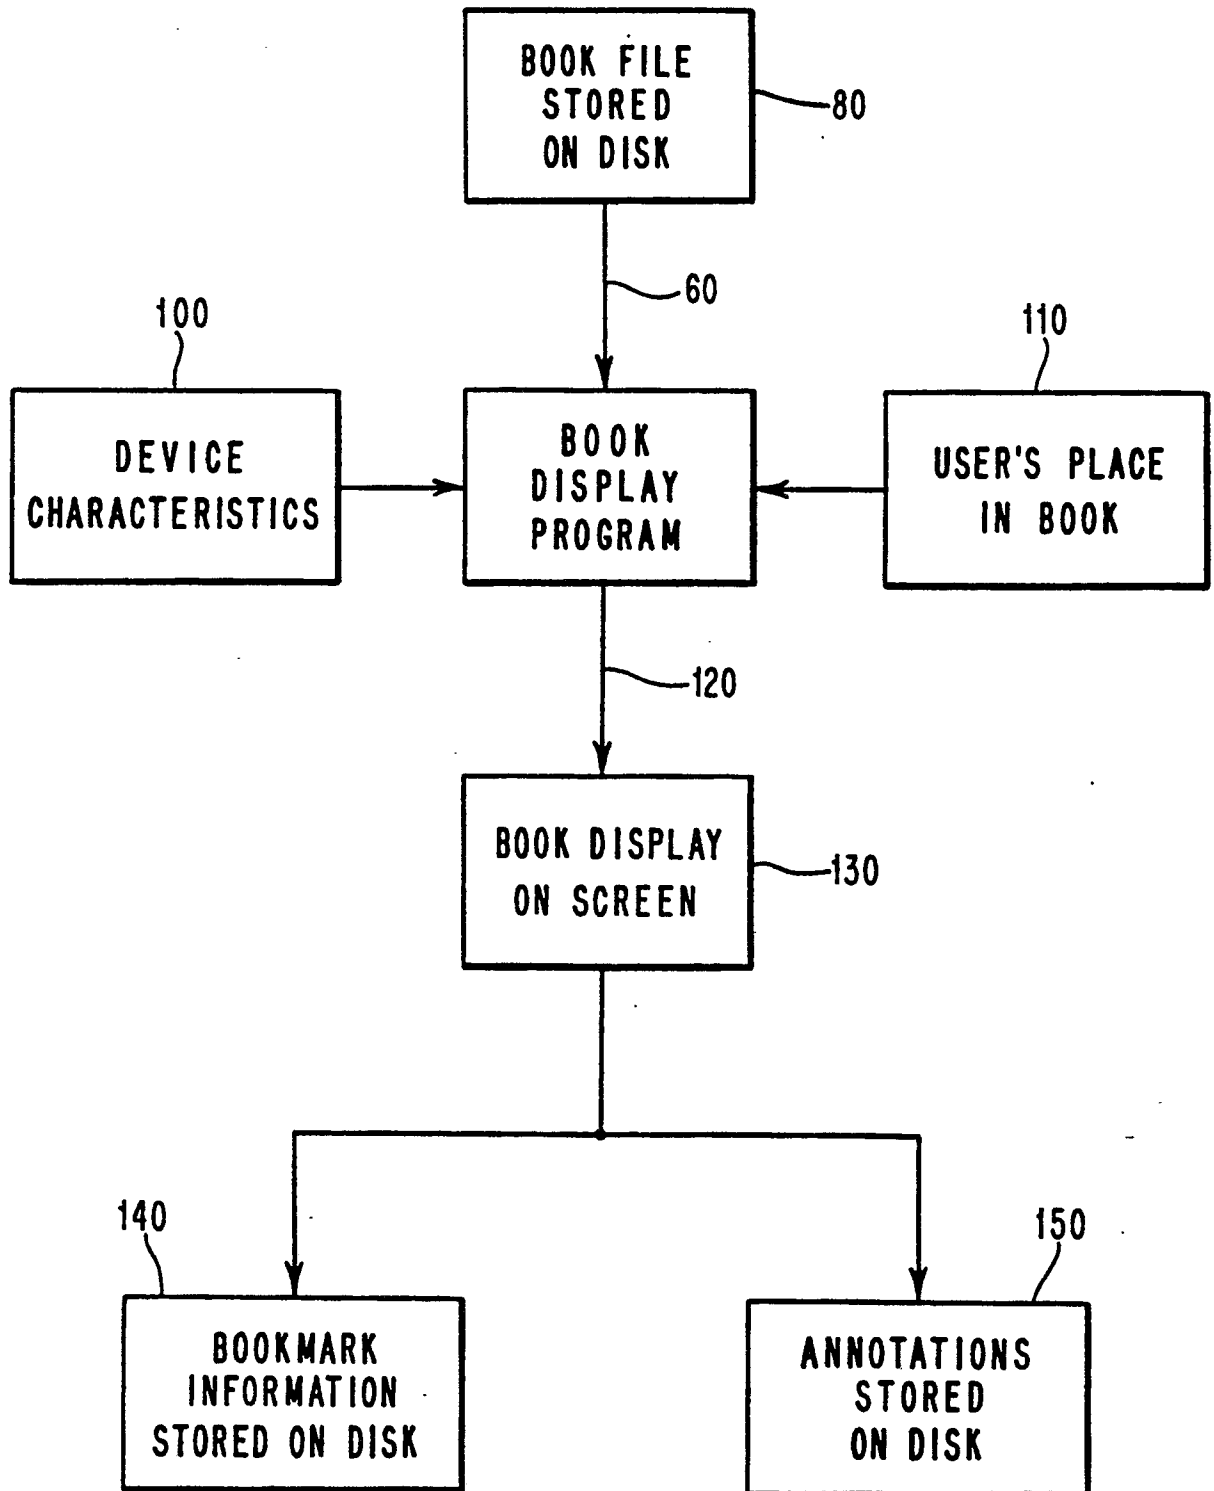 BOOK FILE
STORED
ON DISK
80
60
100
110
DEVICE
CHARACTERISTICS
BOOK
DISPLAY
PROGRAM
USER'S PLACE
IN BOOK
120
BOOK DISPLAY
ON SCREEN
130
140
150
BOOKMARK
INFORMATION
STORED ON DISK
ANNOTATIONS
STORED
ON DISK